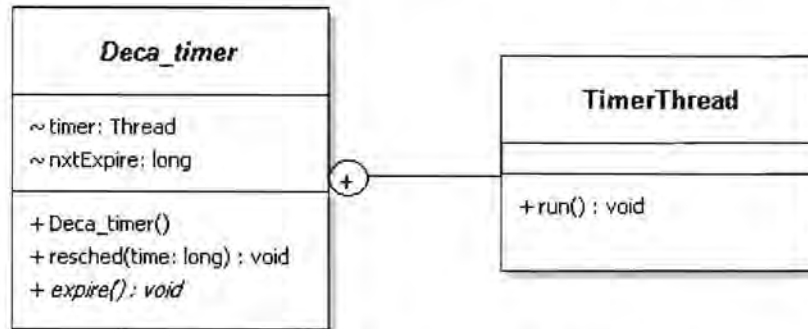 Deca_timer
~ timer: Thread
~ nxtExpire: long
+ Deca_timer()
+ resched(time: long) : void
+ expire() : void
+
TimerThread
+ run() : void